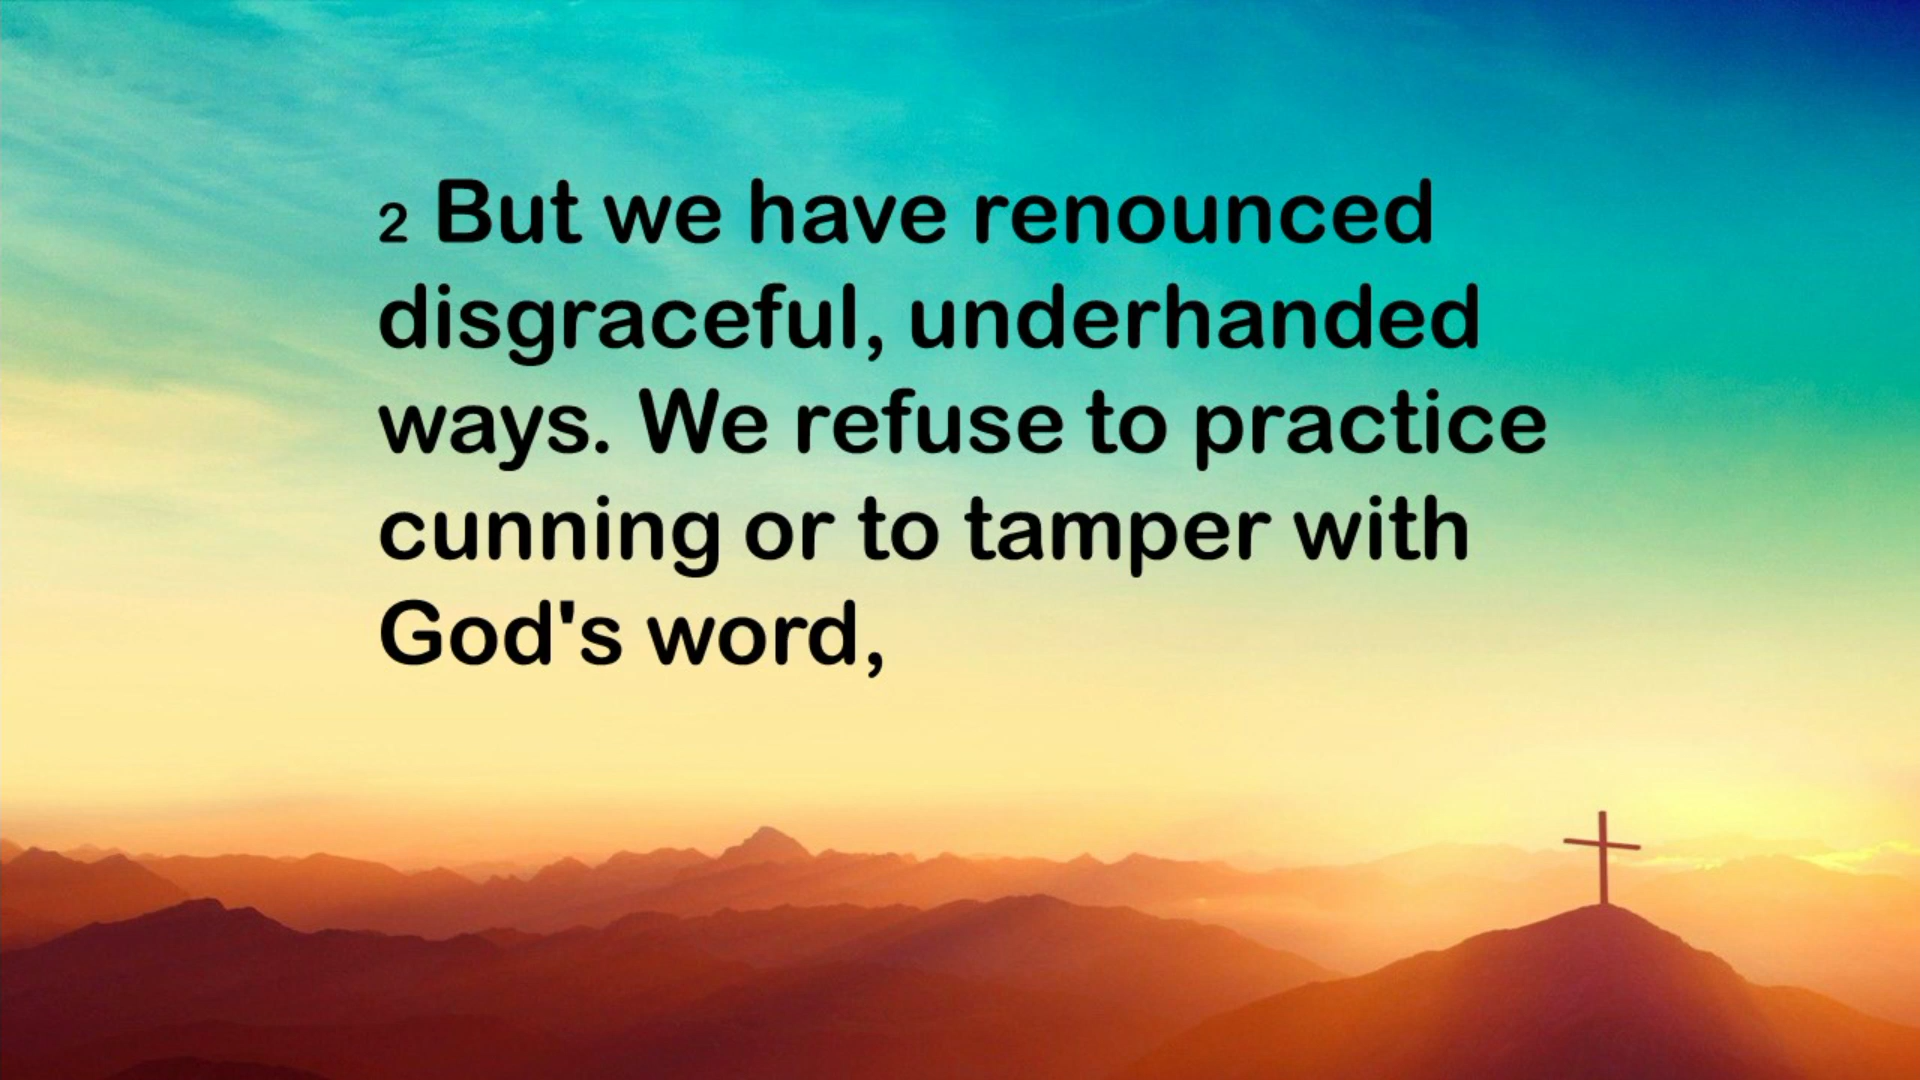 2 But we have renounced
disgraceful, underhanded
ways. We refuse to practice
cunning or to tamper with
God's word,